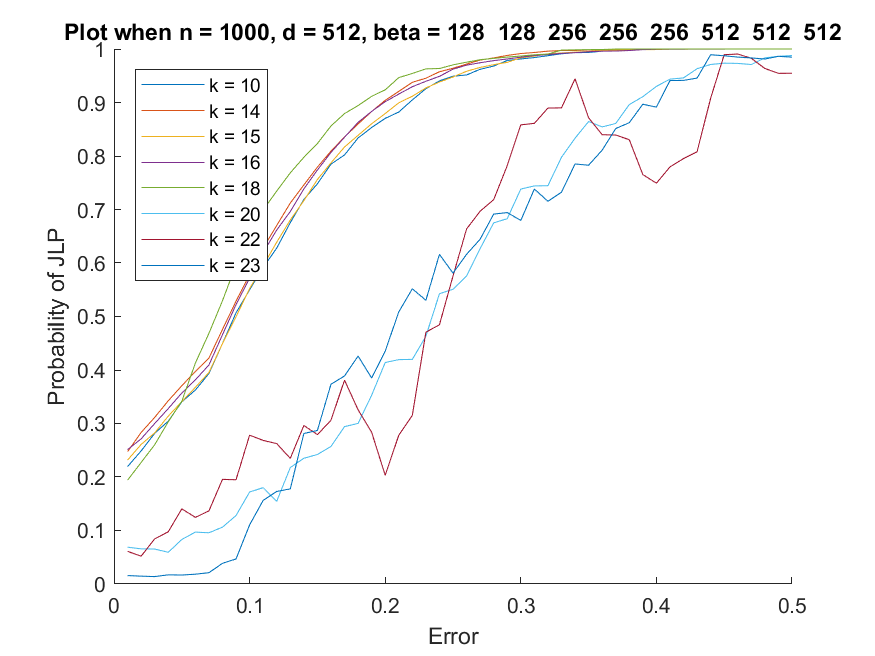 Plot when n = 1000, d = 512, beta = 128  128  256  256  256  512  512  512
1
0.9
0.8
0.7
0.6
0.5
0.4
0.3
0.2
0.1
0
Probability of JLP
k = 10
k = 14
k = 15
k = 16
k = 18
k = 20
k = 22
k = 23
0 0.1 0.2 0.3 0.4 0.5
Error